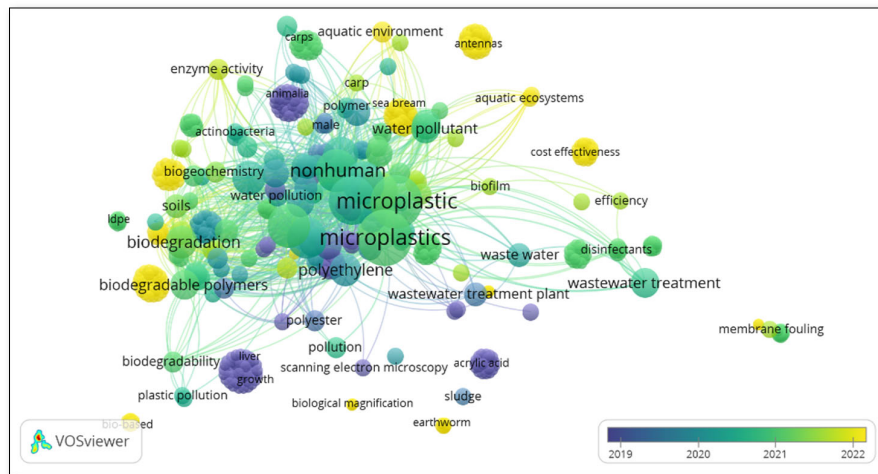 carps
aquatic environment
antennas
enzyme activity
carp
animalia
polymer
sea bream
aquatic ecosystems
actinobacteria
male
water pollutant
cost effectiveness
biogeochemistry
nonhuman
water pollution
biofilm
soils
microplastic
efficiency
ldpe
biodegradation
microplastics
waste water
disinfectants
polyethylene
biodegradable polymers
wastewater treatment plant
wastewater treatment
polyester
membrane fouling
pollution
biodegradability
liver
growth
scanning electron microscopy
acrylic acid
plastic pollution
biological magnification
sludge
bio-based
earthworm
VOSviewer
2019 2020 2021 2022